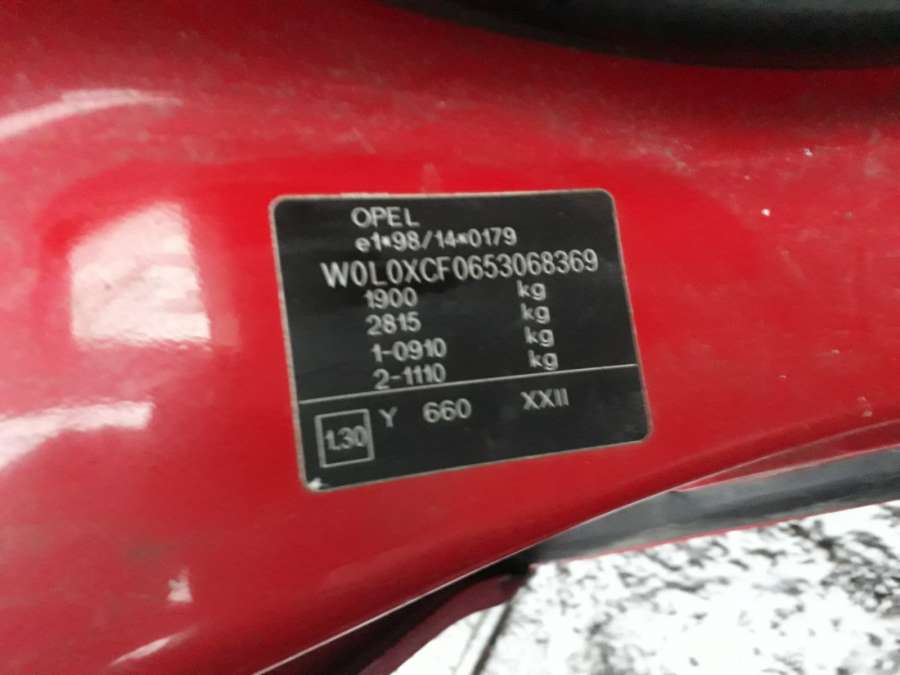 OPEL
e1*98/14*0179
W0L0XCF0653068369
1900 kg
2815 kg
1-0910 kg
2-1110 kg
1.30 Y 660 XXII